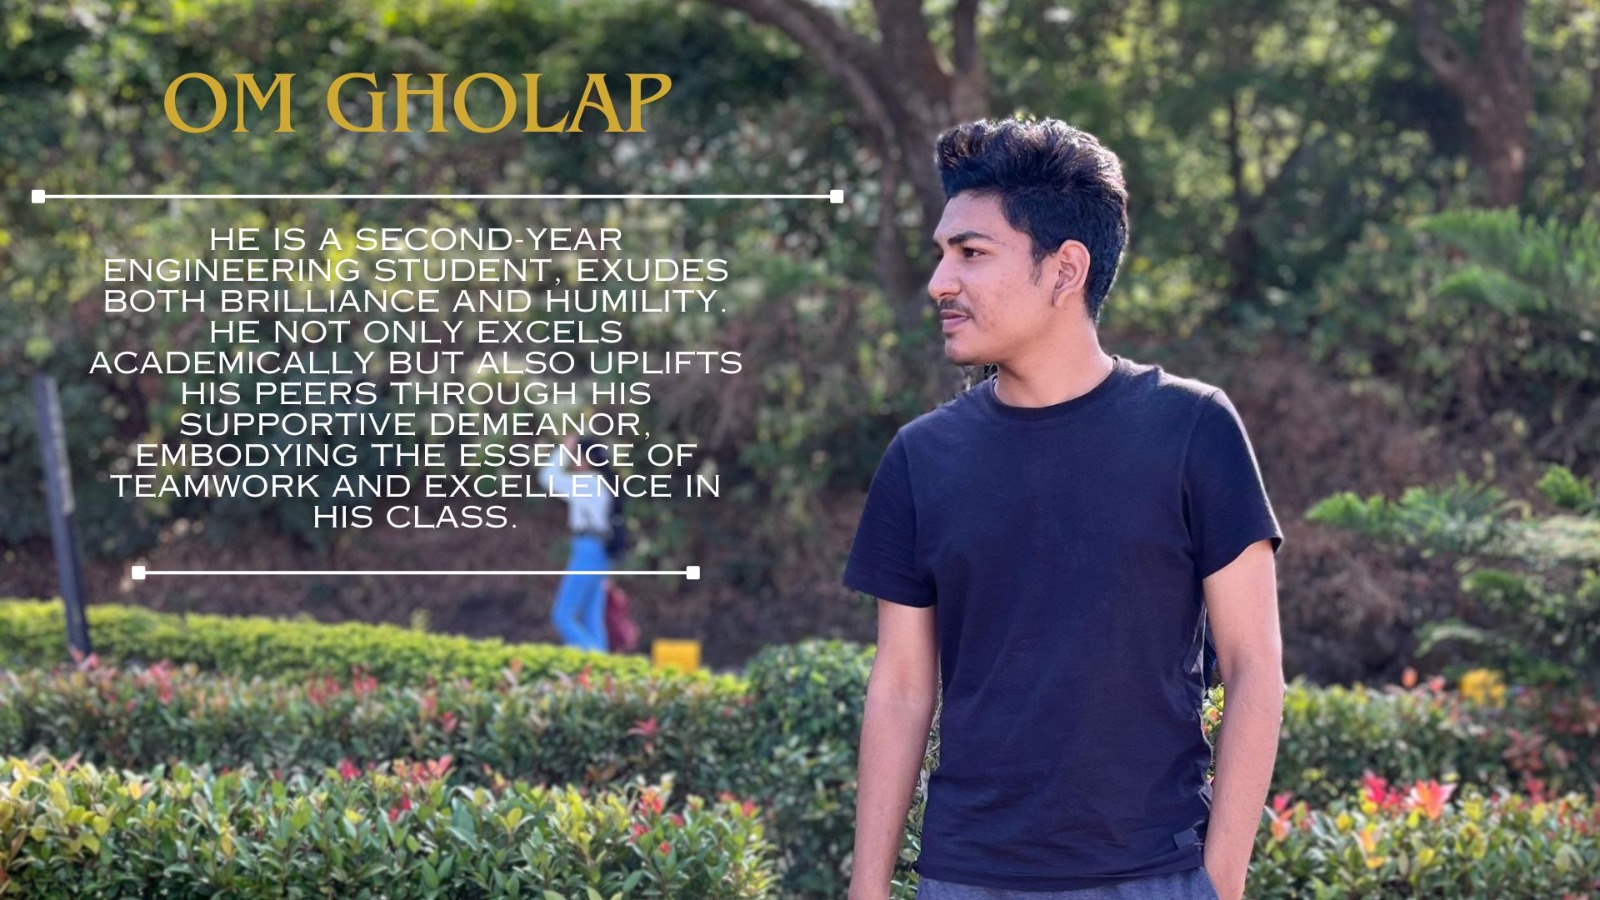 OM GHOLAP
HE IS A SECOND-YEAR
ENGINEERING STUDENT, EXUDES
BOTH BRILLIANCE AND HUMILITY.
HE NOT ONLY EXCELS
ACADEMICALLY BUT ALSO UPLIFTS
HIS PEERS THROUGH HIS
SUPPORTIVE DEMEANOR,
EMBODYING THE ESSENCE OF
TEAMWORK AND EXCELLENCE IN
HIS CLASS.